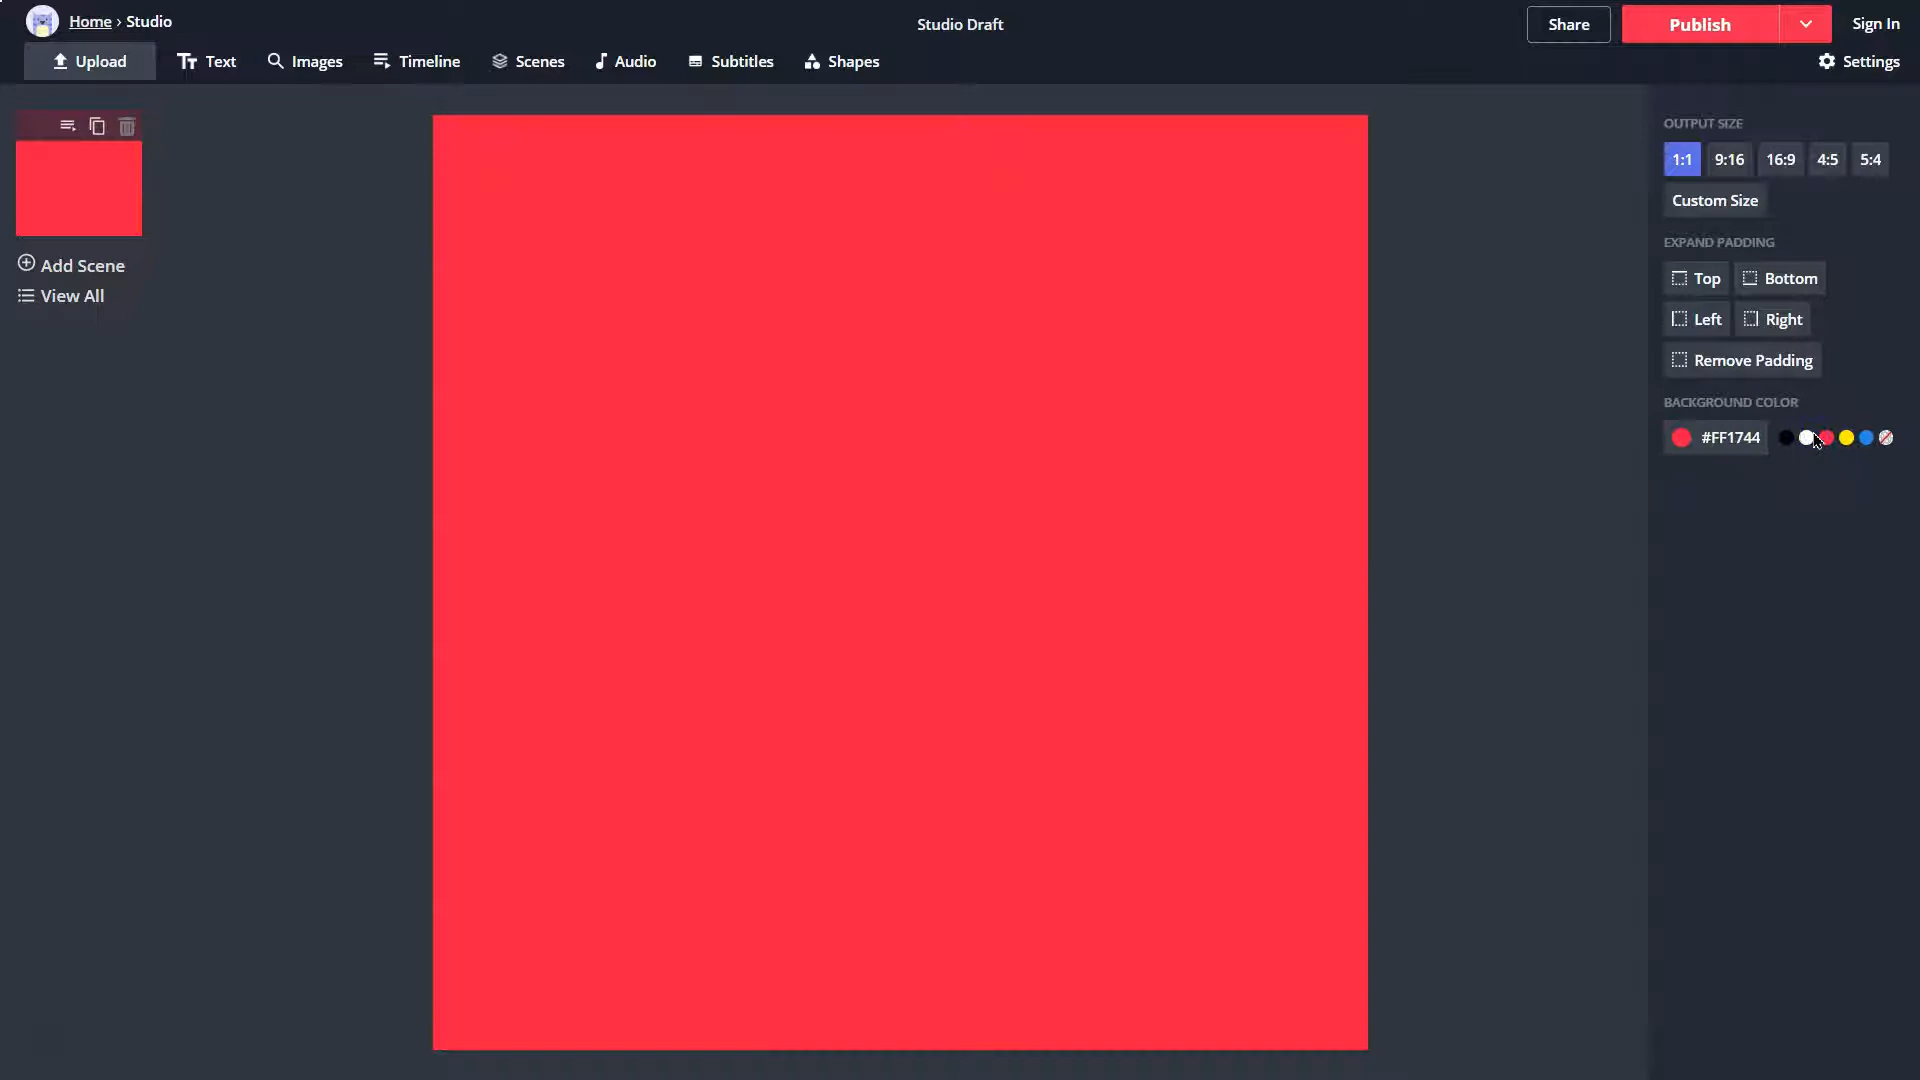 Home › Studio
Studio Draft
Share
Publish
Sign In
Upload
Text
Images
Timeline
Scenes
Audio
Subtitles
Shapes
Settings
Add Scene
View All
OUTPUT SIZE
1:1 9:16 16:9 4:5 5:4
Custom Size
EXPAND PADDING
Top Bottom
Left Right
Remove Padding
BACKGROUND COLOR
#FF1744